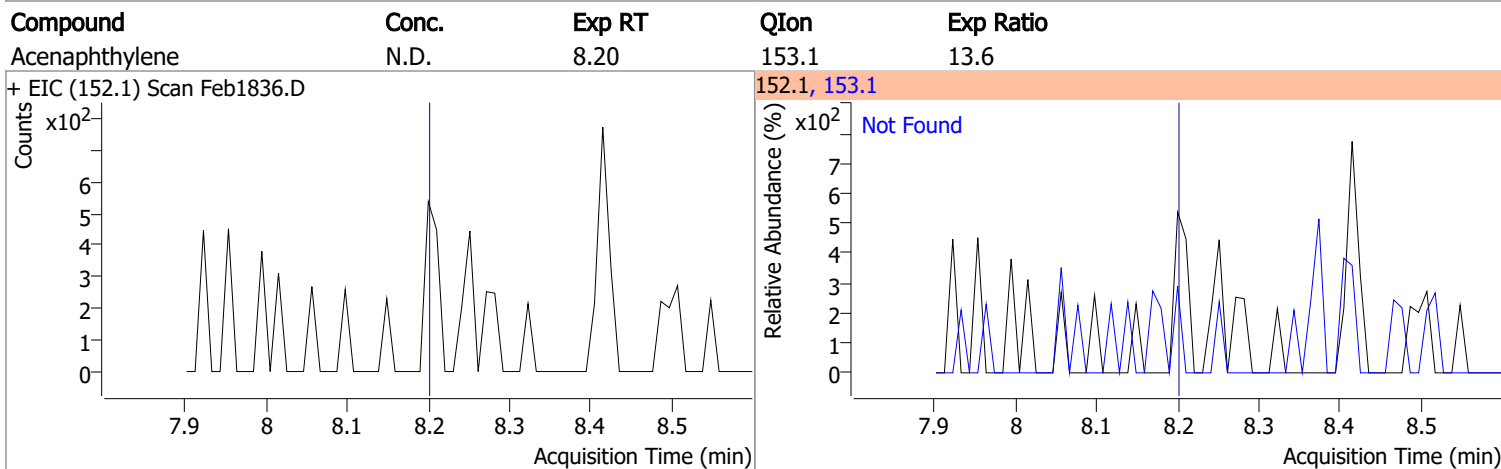 Compound Conc. Exp RT QIon Exp Ratio
Acenaphthylene N.D. 8.20 153.1 13.6
+ EIC (152.1) Scan Feb1836.D
Counts
x10²
6
5
4
3
2
1
0
7.9 8 8.1 8.2 8.3 8.4 8.5
Acquisition Time (min)
152.1, 153.1
Relative Abundance (%)
x10²
Not Found
7
6
5
4
3
2
1
0
7.9 8 8.1 8.2 8.3 8.4 8.5
Acquisition Time (min)